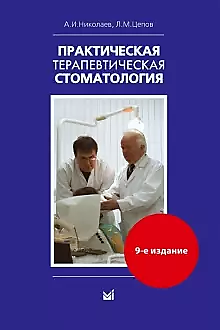 А.И.Николаев, Л.М.Цепов
ПРАКТИЧЕСКАЯ
ТЕРАПЕВТИЧЕСКАЯ
СТОМАТОЛОГИЯ
9-е издание